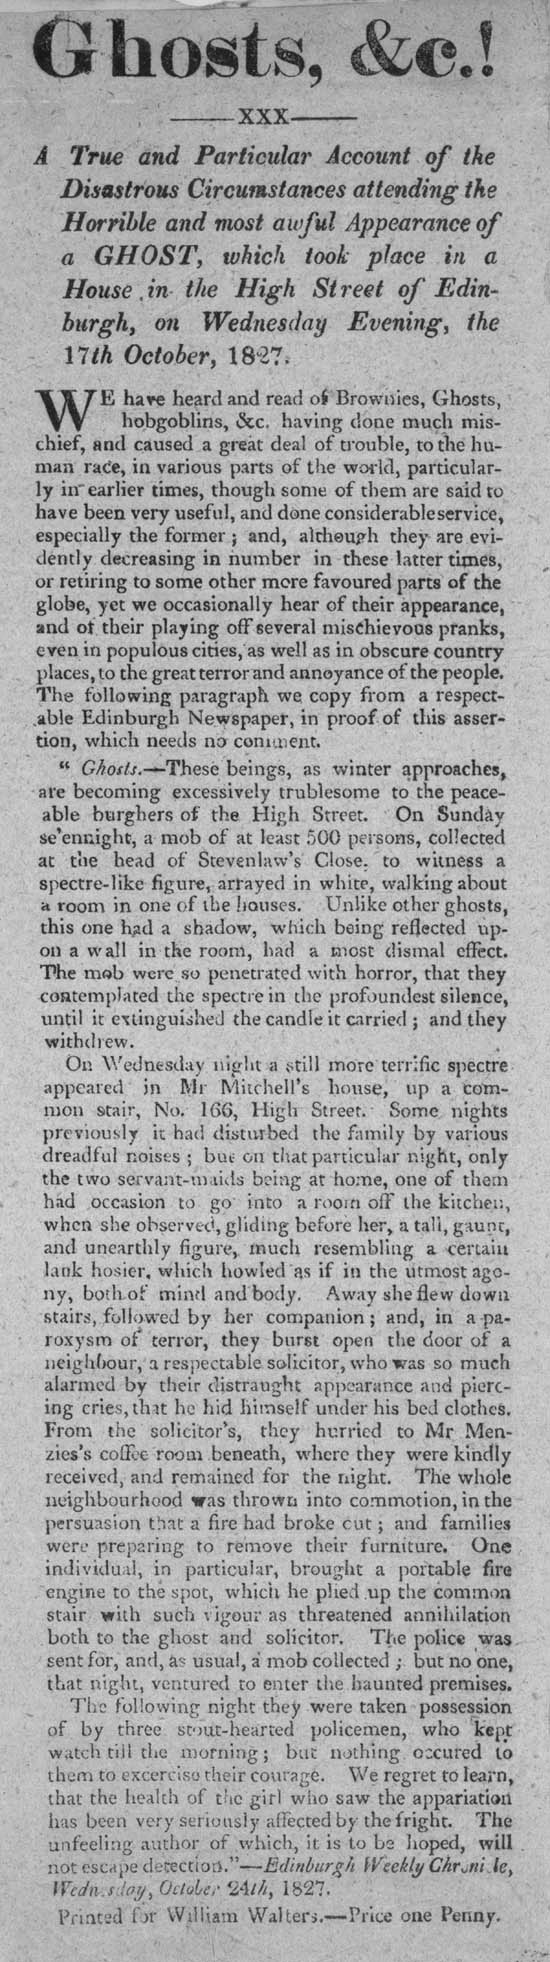 Ghosts, &c.!
XXX
A True and Particular Account of the
Disastrous Circumstances attending the
Horrible and most awful Appearance of
a GHOST, which took place in a
House in the High Street of Edin-
burgh, on Wednesday Evening, the
17th October, 1827.
WE have heard and read of Brownies, Ghosts,
hobgoblins, &c. having done much mis-
chief, and caused a great deal of trouble, to the hu-
man race, in various parts of the world, particular-
ly in earlier times, though some of them are said to
have been very useful, and done considerable service,
especially the former; and, although they are evi-
dently decreasing in number in these latter times,
or retiring to some other more favoured parts of the
globe, yet we occasionally hear of their appearance,
and of their playing off several mischievous pranks,
even in populous cities, as well as in obscure country
places, to the great terror and annoyance of the people.
The following paragraph we copy from a respect-
able Edinburgh Newspaper, in proof of this asser-
tion, which needs no comment.
" Ghosts.—These beings, as winter approaches,
are becoming excessively trublesome to the peace-
able burghers of the High Street. On Sunday
se'ennight, a mob of at least 500 persons, collected
at the head of Stevenlaw's Close, to witness a
spectre-like figure, arrayed in white, walking about
a room in one of the houses. Unlike other ghosts,
this one had a shadow, which being reflected up-
on a wall in the room, had a most dismal effect.
The mob were so penetrated with horror, that they
contemplated the spectre in the profoundest silence,
until it extinguished the candle it carried; and they
withdrew.
On Wednesday night a still more terrific spectre
appeared in Mr Mitchell's house, up a com-
mon stair, No. 166, High Street. Some nights
previously it had disturbed the family by various
dreadful noises; but on that particular night, only
the two servant-maids being at home, one of them
had occasion to go into a room off the kitchen,
when she observed, gliding before her, a tall, gaunt,
and unearthly figure, much resembling a certain
lank hosier, which howled as if in the utmost ago-
ny, both of mind and body. Away she flew down
stairs, followed by her companion; and, in a pa-
roxysm of terror, they burst open the door of a
neighbour, a respectable solicitor, who was so much
alarmed by their distraught appearance and pierc-
ing cries, that he hid himself under his bed clothes.
From the solicitor's, they hurried to Mr Men-
zies's coffee room beneath, where they were kindly
received, and remained for the night. The whole
neighbourhood was thrown into commotion, in the
persuasion that a fire had broke out; and families
were preparing to remove their furniture. One
individual, in particular, brought a portable fire
engine to the spot, which he plied up the common
stair with such vigour as threatened annihilation
both to the ghost and solicitor. The police was
sent for, and, as usual, a mob collected; but no one,
that night, ventured to enter the haunted premises.
The following night they were taken possession
of by three stout-hearted policemen, who kept
watch till the morning; but nothing occured to
them to excercise their courage. We regret to learn,
that the health of the girl who saw the appariation
has been very seriously affected by the fright. The
unfeeling author of which, it is to be hoped, will
not escape detection."—Edinburgh Weekly Chronicle,
Wednesday, October 24th, 1827.
Printed for William Walters.—Price one Penny.